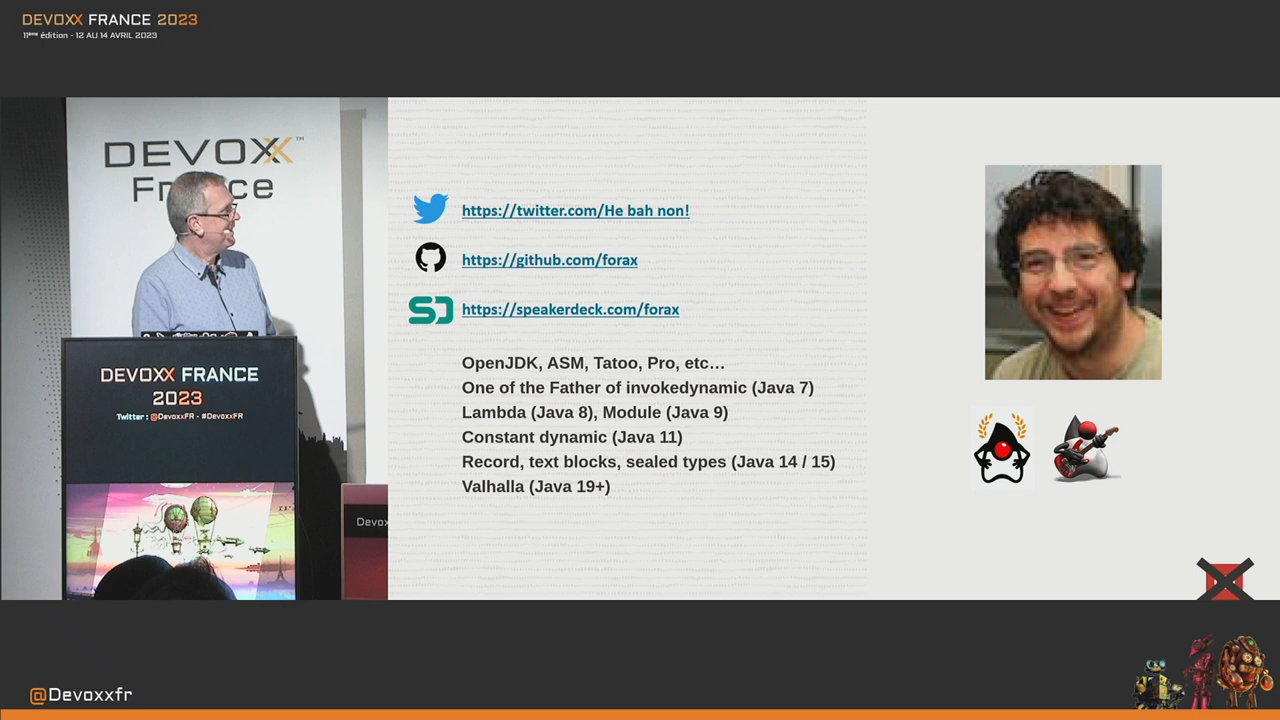 DEVOXX FRANCE 2023
11ème édition - 12 AU 14 AVRIL 2023
DEVOXX™
France
DEVOXX FRANCE
2023
Twitter : @DevoxxFR - #DevoxxFR
Devox
https://twitter.com/He bah non!
https://github.com/forax
https://speakerdeck.com/forax
OpenJDK, ASM, Tatoo, Pro, etc…
One of the Father of invokedynamic (Java 7)
Lambda (Java 8), Module (Java 9)
Constant dynamic (Java 11)
Record, text blocks, sealed types (Java 14 / 15)
Valhalla (Java 19+)
@Devoxxfr